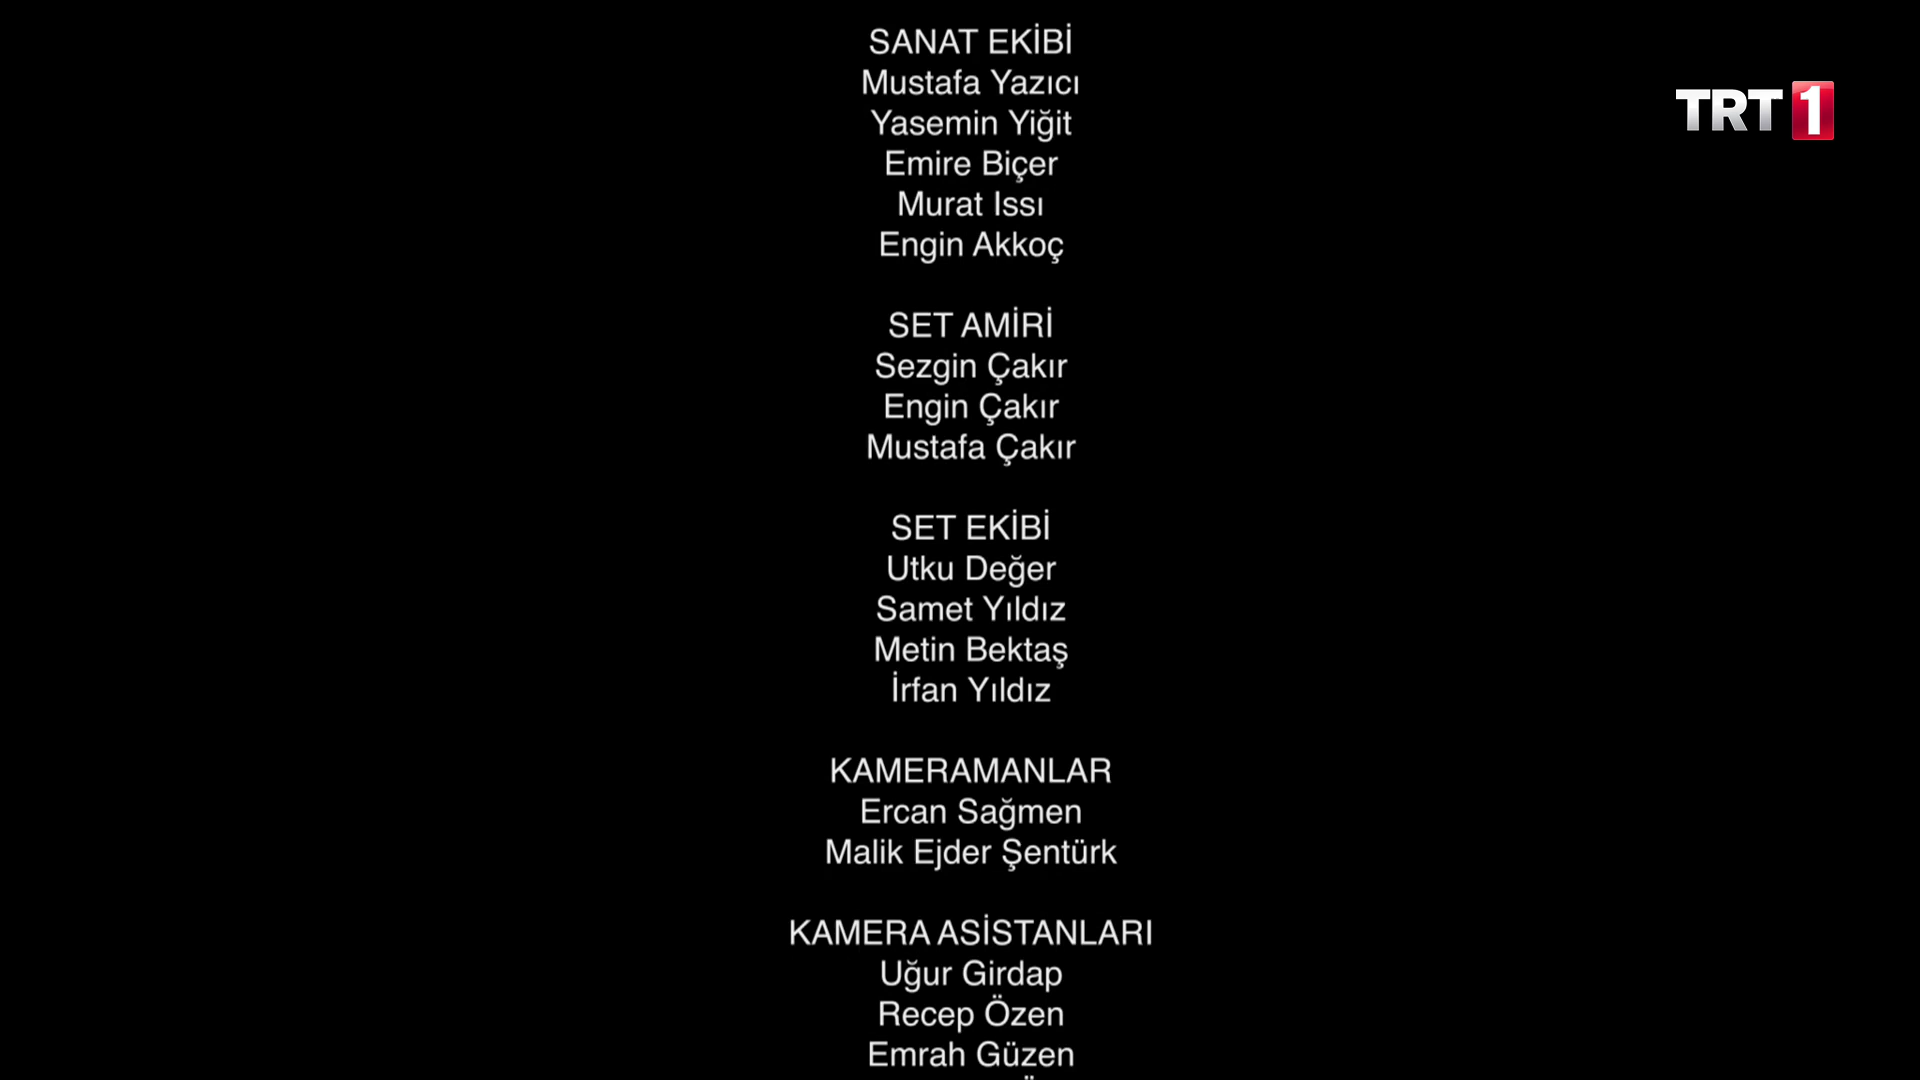 SANAT EKİBİ
Mustafa Yazıcı
Yasemin Yiğit
Emire Biçer
Murat Issı
Engin Akkoç
SET AMİRİ
Sezgin Çakır
Engin Çakır
Mustafa Çakır
SET EKİBİ
Utku Değer
Samet Yıldız
Metin Bektaş
İrfan Yıldız
KAMERAMANLAR
Ercan Sağmen
Malik Ejder Şentürk
KAMERA ASİSTANLARI
Uğur Girdap
Recep Özen
Emrah Güzen
TRT 1